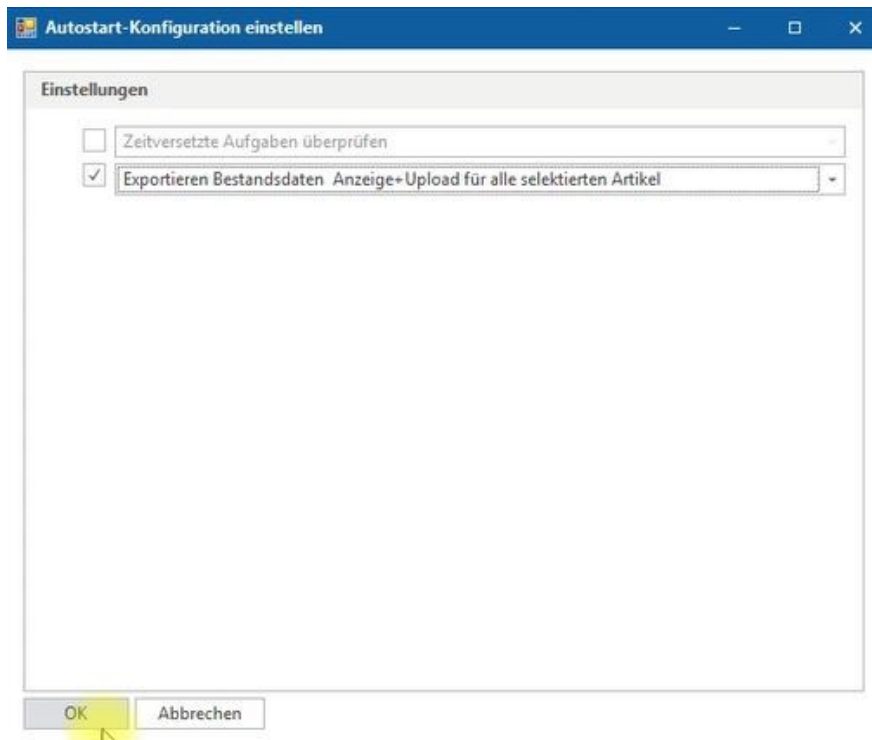 Autostart-Konfiguration einstellen
Einstellungen
Zeitversetzte Aufgaben überprüfen
Exportieren Bestandsdaten  Anzeige+Upload für alle selektierten Artikel
OK
Abbrechen